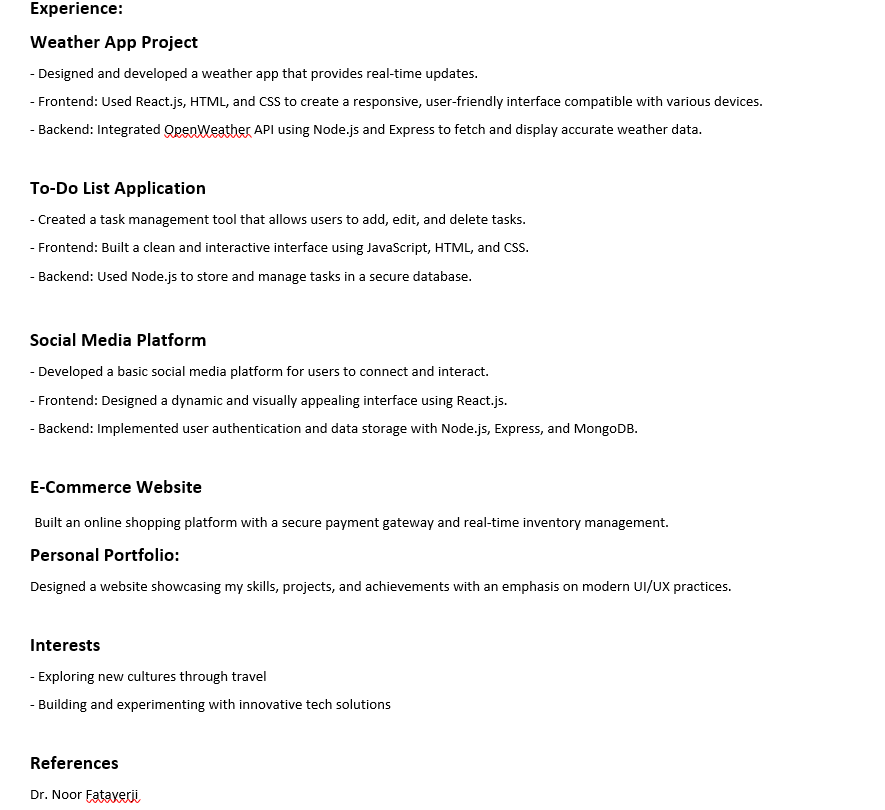 Experience:
Weather App Project
- Designed and developed a weather app that provides real-time updates.
- Frontend: Used React.js, HTML, and CSS to create a responsive, user-friendly interface compatible with various devices.
- Backend: Integrated OpenWeather API using Node.js and Express to fetch and display accurate weather data.
To-Do List Application
- Created a task management tool that allows users to add, edit, and delete tasks.
- Frontend: Built a clean and interactive interface using JavaScript, HTML, and CSS.
- Backend: Used Node.js to store and manage tasks in a secure database.
Social Media Platform
- Developed a basic social media platform for users to connect and interact.
- Frontend: Designed a dynamic and visually appealing interface using React.js.
- Backend: Implemented user authentication and data storage with Node.js, Express, and MongoDB.
E-Commerce Website
Built an online shopping platform with a secure payment gateway and real-time inventory management.
Personal Portfolio:
Designed a website showcasing my skills, projects, and achievements with an emphasis on modern UI/UX practices.
Interests
- Exploring new cultures through travel
- Building and experimenting with innovative tech solutions
References
Dr. Noor Fatayerji